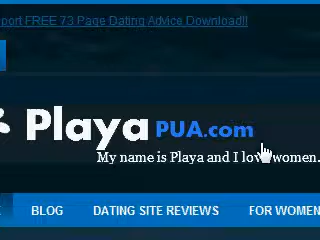 port FREE 73 Page Dating Advice Download!!
Playa PUA.com
My name is Playa and I love women.
BLOG DATING SITE REVIEWS FOR WOMEN